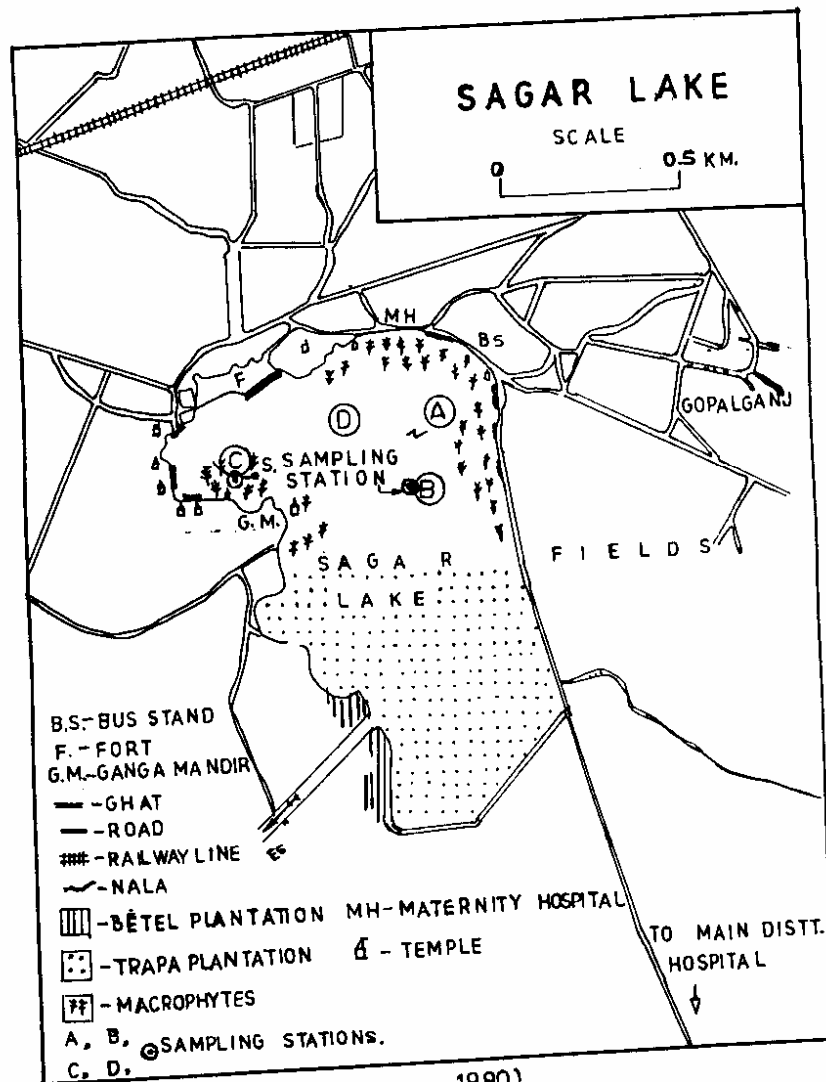 SAGAR LAKE
SCALE
0 0.5 KM.
MH
BS
F
GOPALGANJ
D
A
C
S. SAMPLING
STATION
B
G.M.
SAGAR
LAKE
FIELDS
B.S.- BUS STAND
F. - FORT
G.M.- GANGA MANDIR
- GHAT
- ROAD
- RAILWAY LINE
- NALA
- BETEL PLANTATION MH- MATERNITY HOSPITAL
- TRAPA PLANTATION - TEMPLE
- MACROPHYTES
A, B, SAMPLING STATIONS.
C, D.
TO MAIN DISTT.
HOSPITAL